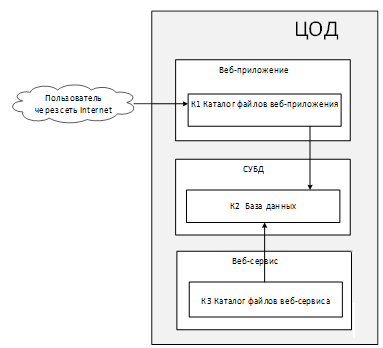 ЦОД
Веб-приложение
Пользователь
через сеть Internet
К1 Каталог файлов веб-приложения
СУБД
К2 База данных
Веб-сервис
К3 Каталог файлов веб-сервиса